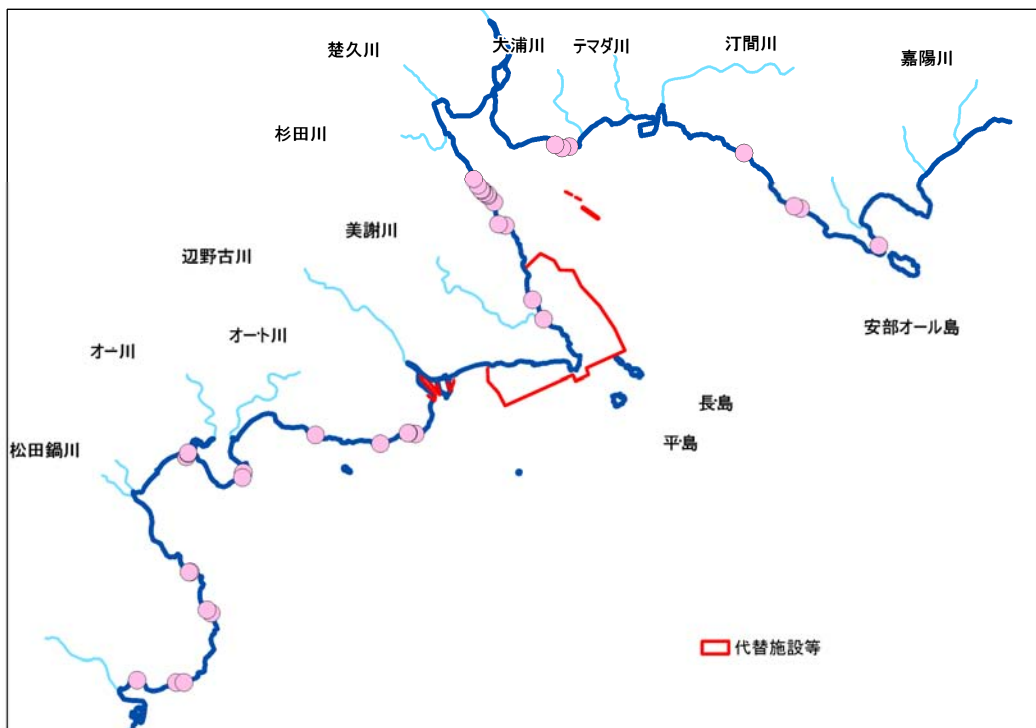 楚久川
大浦川
テマダ川
汀間川
嘉陽川
杉田川
美謝川
辺野古川
オート川
オー川
松田鍋川
安部オール島
長島
平島
代替施設等